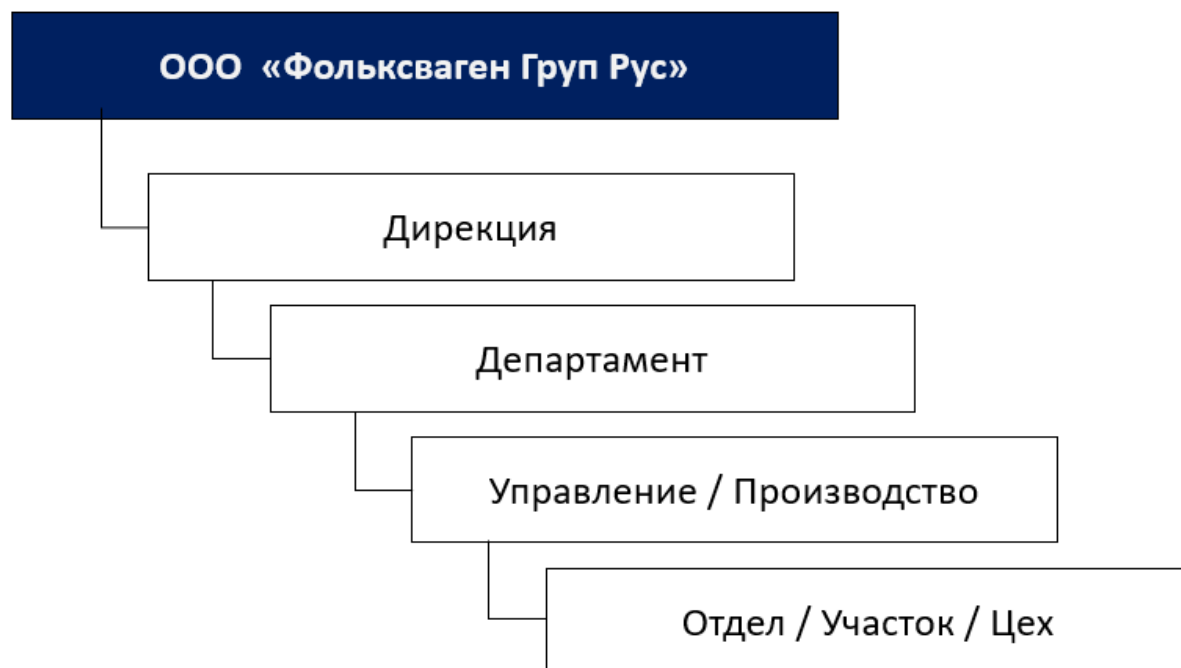 ООО «Фольксваген Груп Рус»
Дирекция
Департамент
Управление / Производство
Отдел / Участок / Цех